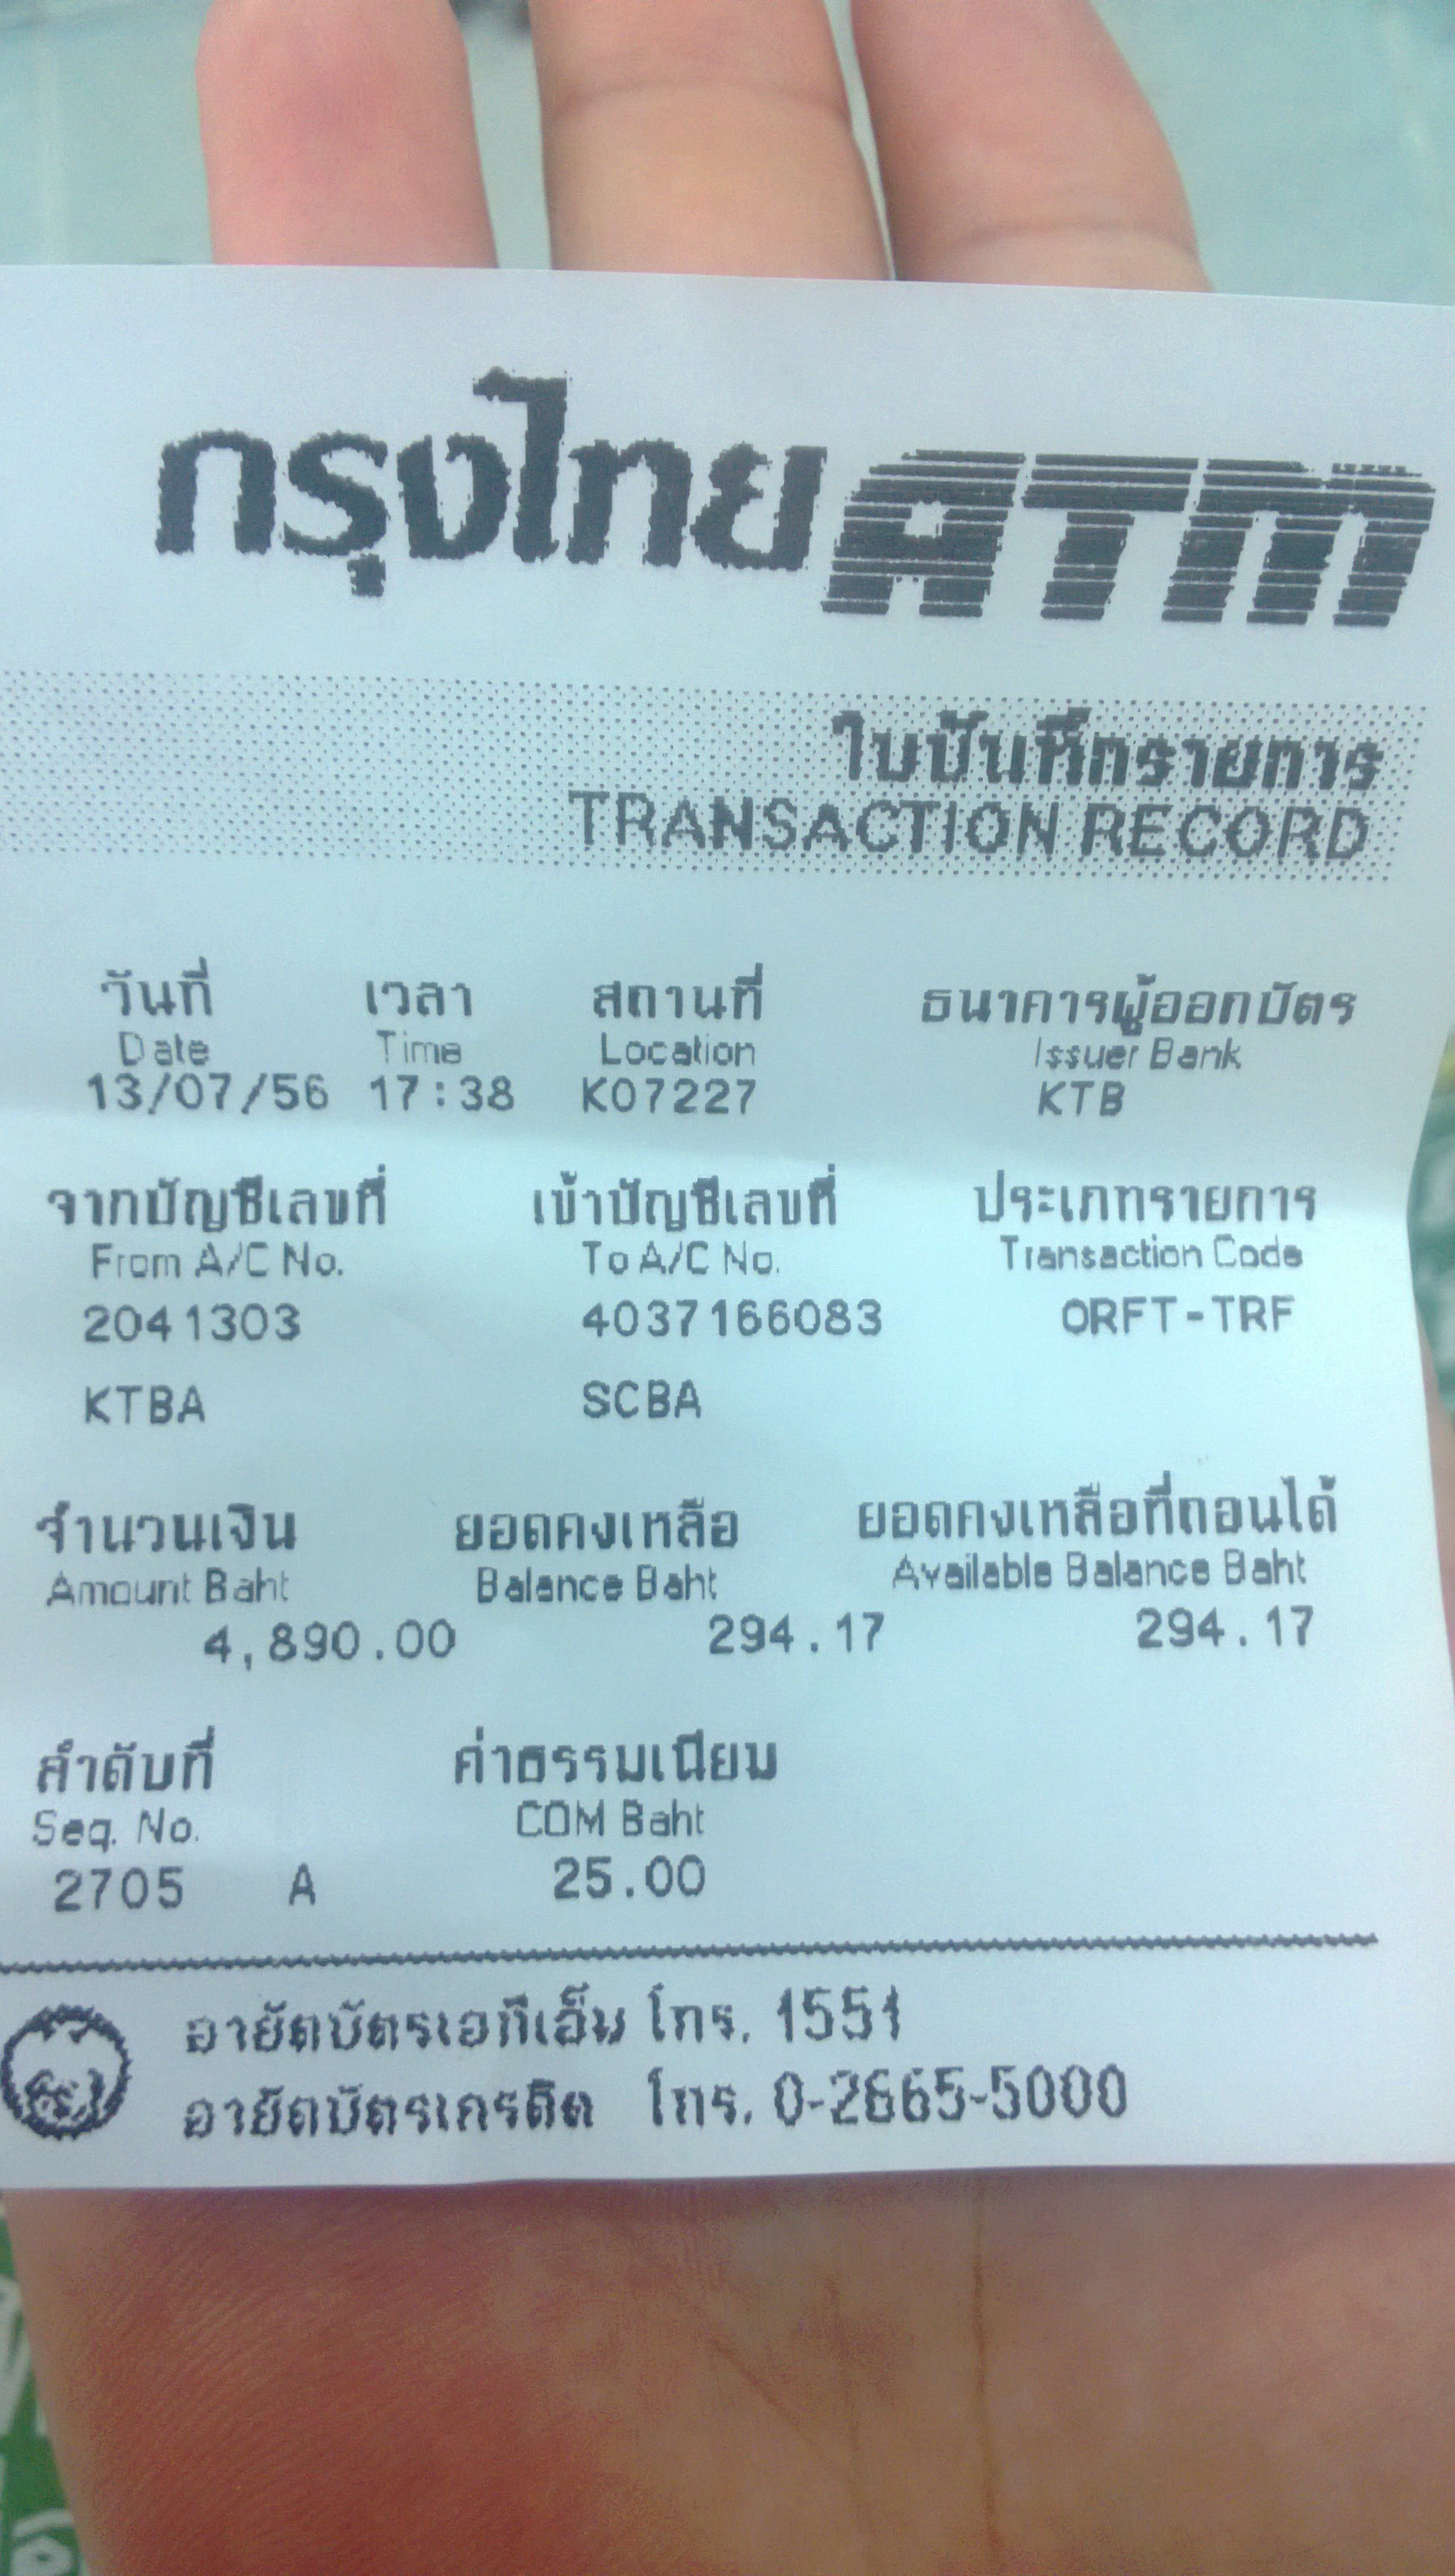 กรุงไทย ATM
ใบบันทึกรายการ
TRANSACTION RECORD
วันที่ เวลา สถานที่ ธนาคารผู้ออกบัตร
Date Time Location Issuer Bank
13/07/56 17:38 K07227 KTB
จากบัญชีเลขที่ เข้าบัญชีเลขที่ ประเภทรายการ
From A/C No. To A/C No. Transaction Code
2041303 4037166083 ORFT-TRF
KTBA SCBA
จำนวนเงิน ยอดคงเหลือ ยอดคงเหลือที่ถอนได้
Amount Baht Balance Baht Available Balance Baht
4,890.00 294.17 294.17
ลำดับที่ ค่าธรรมเนียม
Seq. No. COM Baht
2705 A 25.00
อายัดบัตรเอทีเอ็ม โทร. 1551
อายัดบัตรเครดิต โทร. 0-2665-5000